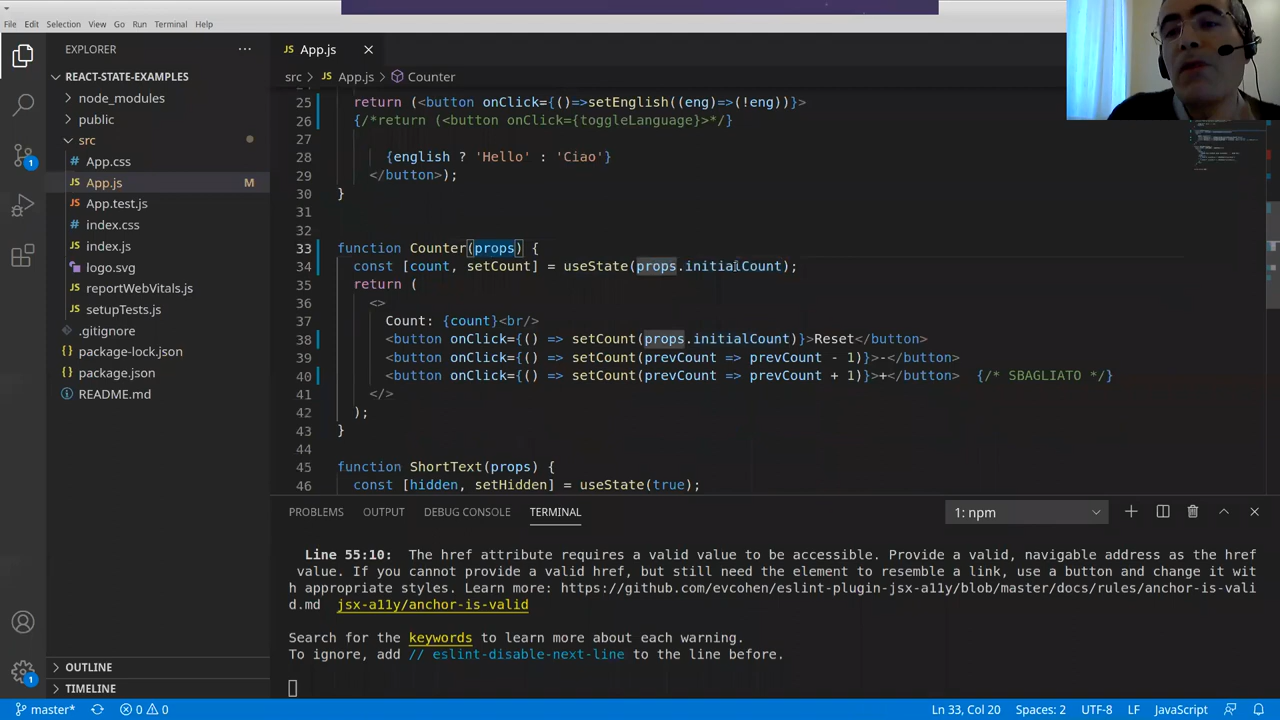 File Edit Selection View Go Run Terminal Help
EXPLORER
App.js
REACT-STATE-EXAMPLES
src > App.js > Counter
node_modules
public
src
App.css
App.js M
App.test.js
index.css
index.js
logo.svg
reportWebVitals.js
setupTests.js
.gitignore
package-lock.json
package.json
README.md
OUTLINE
TIMELINE
25 return (<button onClick={()=>setEnglish((eng)=>(!eng))}>
26 {/*return (<button onClick={toggleLanguage}>*/}
27
28 {english ? 'Hello' : 'Ciao'}
29 </button>);
30 }
31
32
33 function Counter(props) {
34 const [count, setCount] = useState(props.initialCount);
35 return (
36 <>
37 Count: {count}<br/>
38 <button onClick={() => setCount(props.initialCount)}>Reset</button>
39 <button onClick={() => setCount(prevCount => prevCount - 1)}>-</button>
40 <button onClick={() => setCount(prevCount => prevCount + 1)}>+</button> {/* SBAGLIATO */}
41 </>
42 );
43 }
44
45 function ShortText(props) {
46 const [hidden, setHidden] = useState(true);
PROBLEMS OUTPUT DEBUG CONSOLE TERMINAL 1: npm
Line 55:10: The href attribute requires a valid value to be accessible. Provide a valid, navigable address as the href
value. If you cannot provide a valid href, but still need the element to resemble a link, use a button and change it wit
h appropriate styles. Learn more: https://github.com/evcohen/eslint-plugin-jsx-a11y/blob/master/docs/rules/anchor-is-vali
d.md jsx-a11y/anchor-is-valid
Search for the keywords to learn more about each warning.
To ignore, add // eslint-disable-next-line to the line before.
master* 0 0 Ln 33, Col 20 Spaces: 2 UTF-8 LF JavaScript